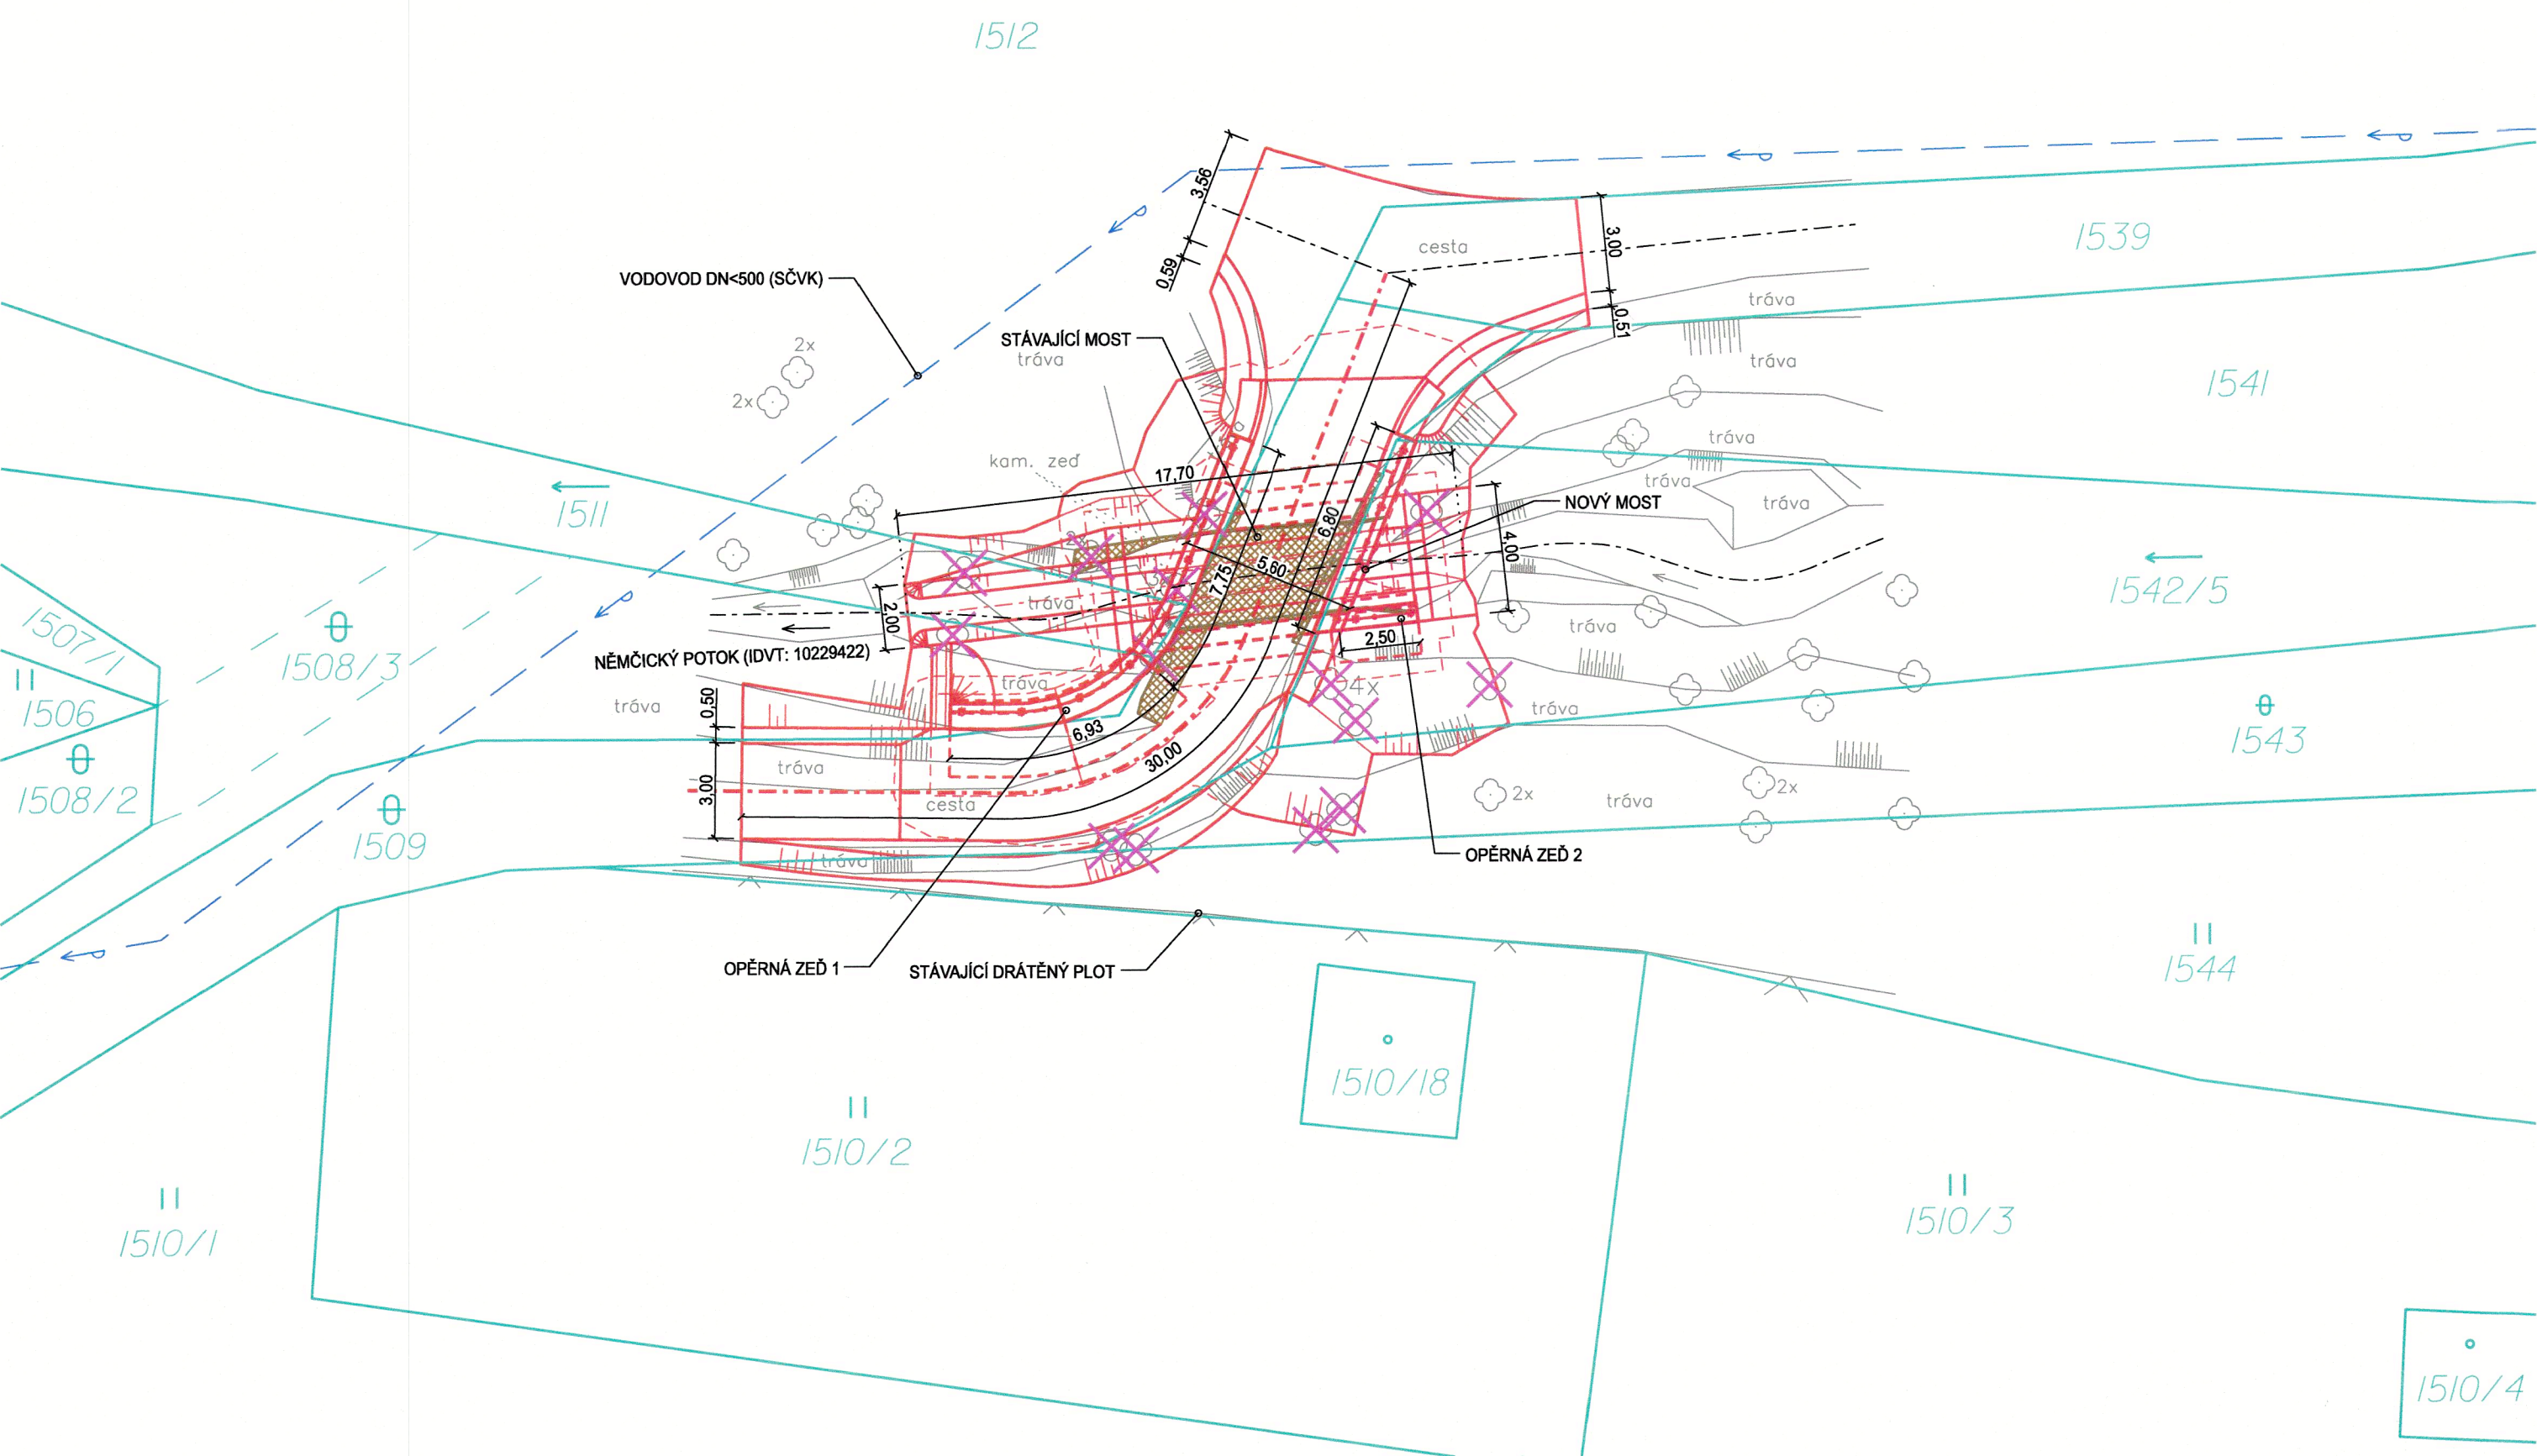 1512
3,56
0,59
cesta
3,00
0,51
1539
VODOVOD DN<500 (SČVK)
STÁVAJÍCÍ MOST
tráva
tráva
tráva
2x
2x
1541
tráva
kam. zeď
17,70
tráva
tráva
NOVÝ MOST
1511
6,80
4,00
5,60
7,75
2x
tráva
1542/5
2,00
tráva
2,50
1507/1
1508/3
NĚMČICKÝ POTOK (IDVT: 10229422)
tráva
4x
1506
tráva
0,50
tráva
6,93
30,00
1543
tráva
3,00
cesta
2x
tráva
2x
1508/2
1509
tráva
OPĚRNÁ ZEĎ 2
OPĚRNÁ ZEĎ 1
STÁVAJÍCÍ DRÁTĚNÝ PLOT
1544
1510/18
1510/2
1510/1
1510/3
1510/4